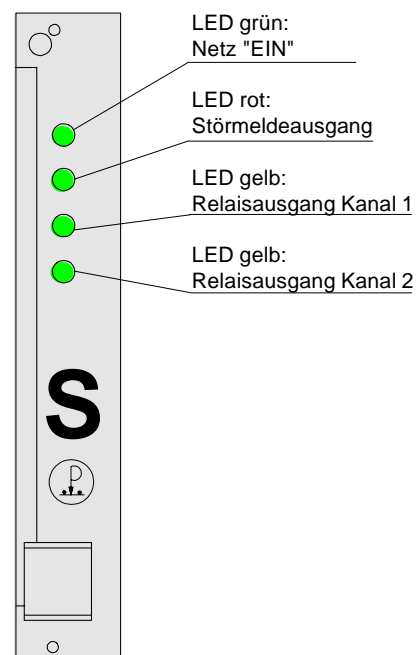 LED grün:
Netz "EIN"
LED rot:
Störmeldeausgang
LED gelb:
Relaisausgang Kanal 1
LED gelb:
Relaisausgang Kanal 2
S
P